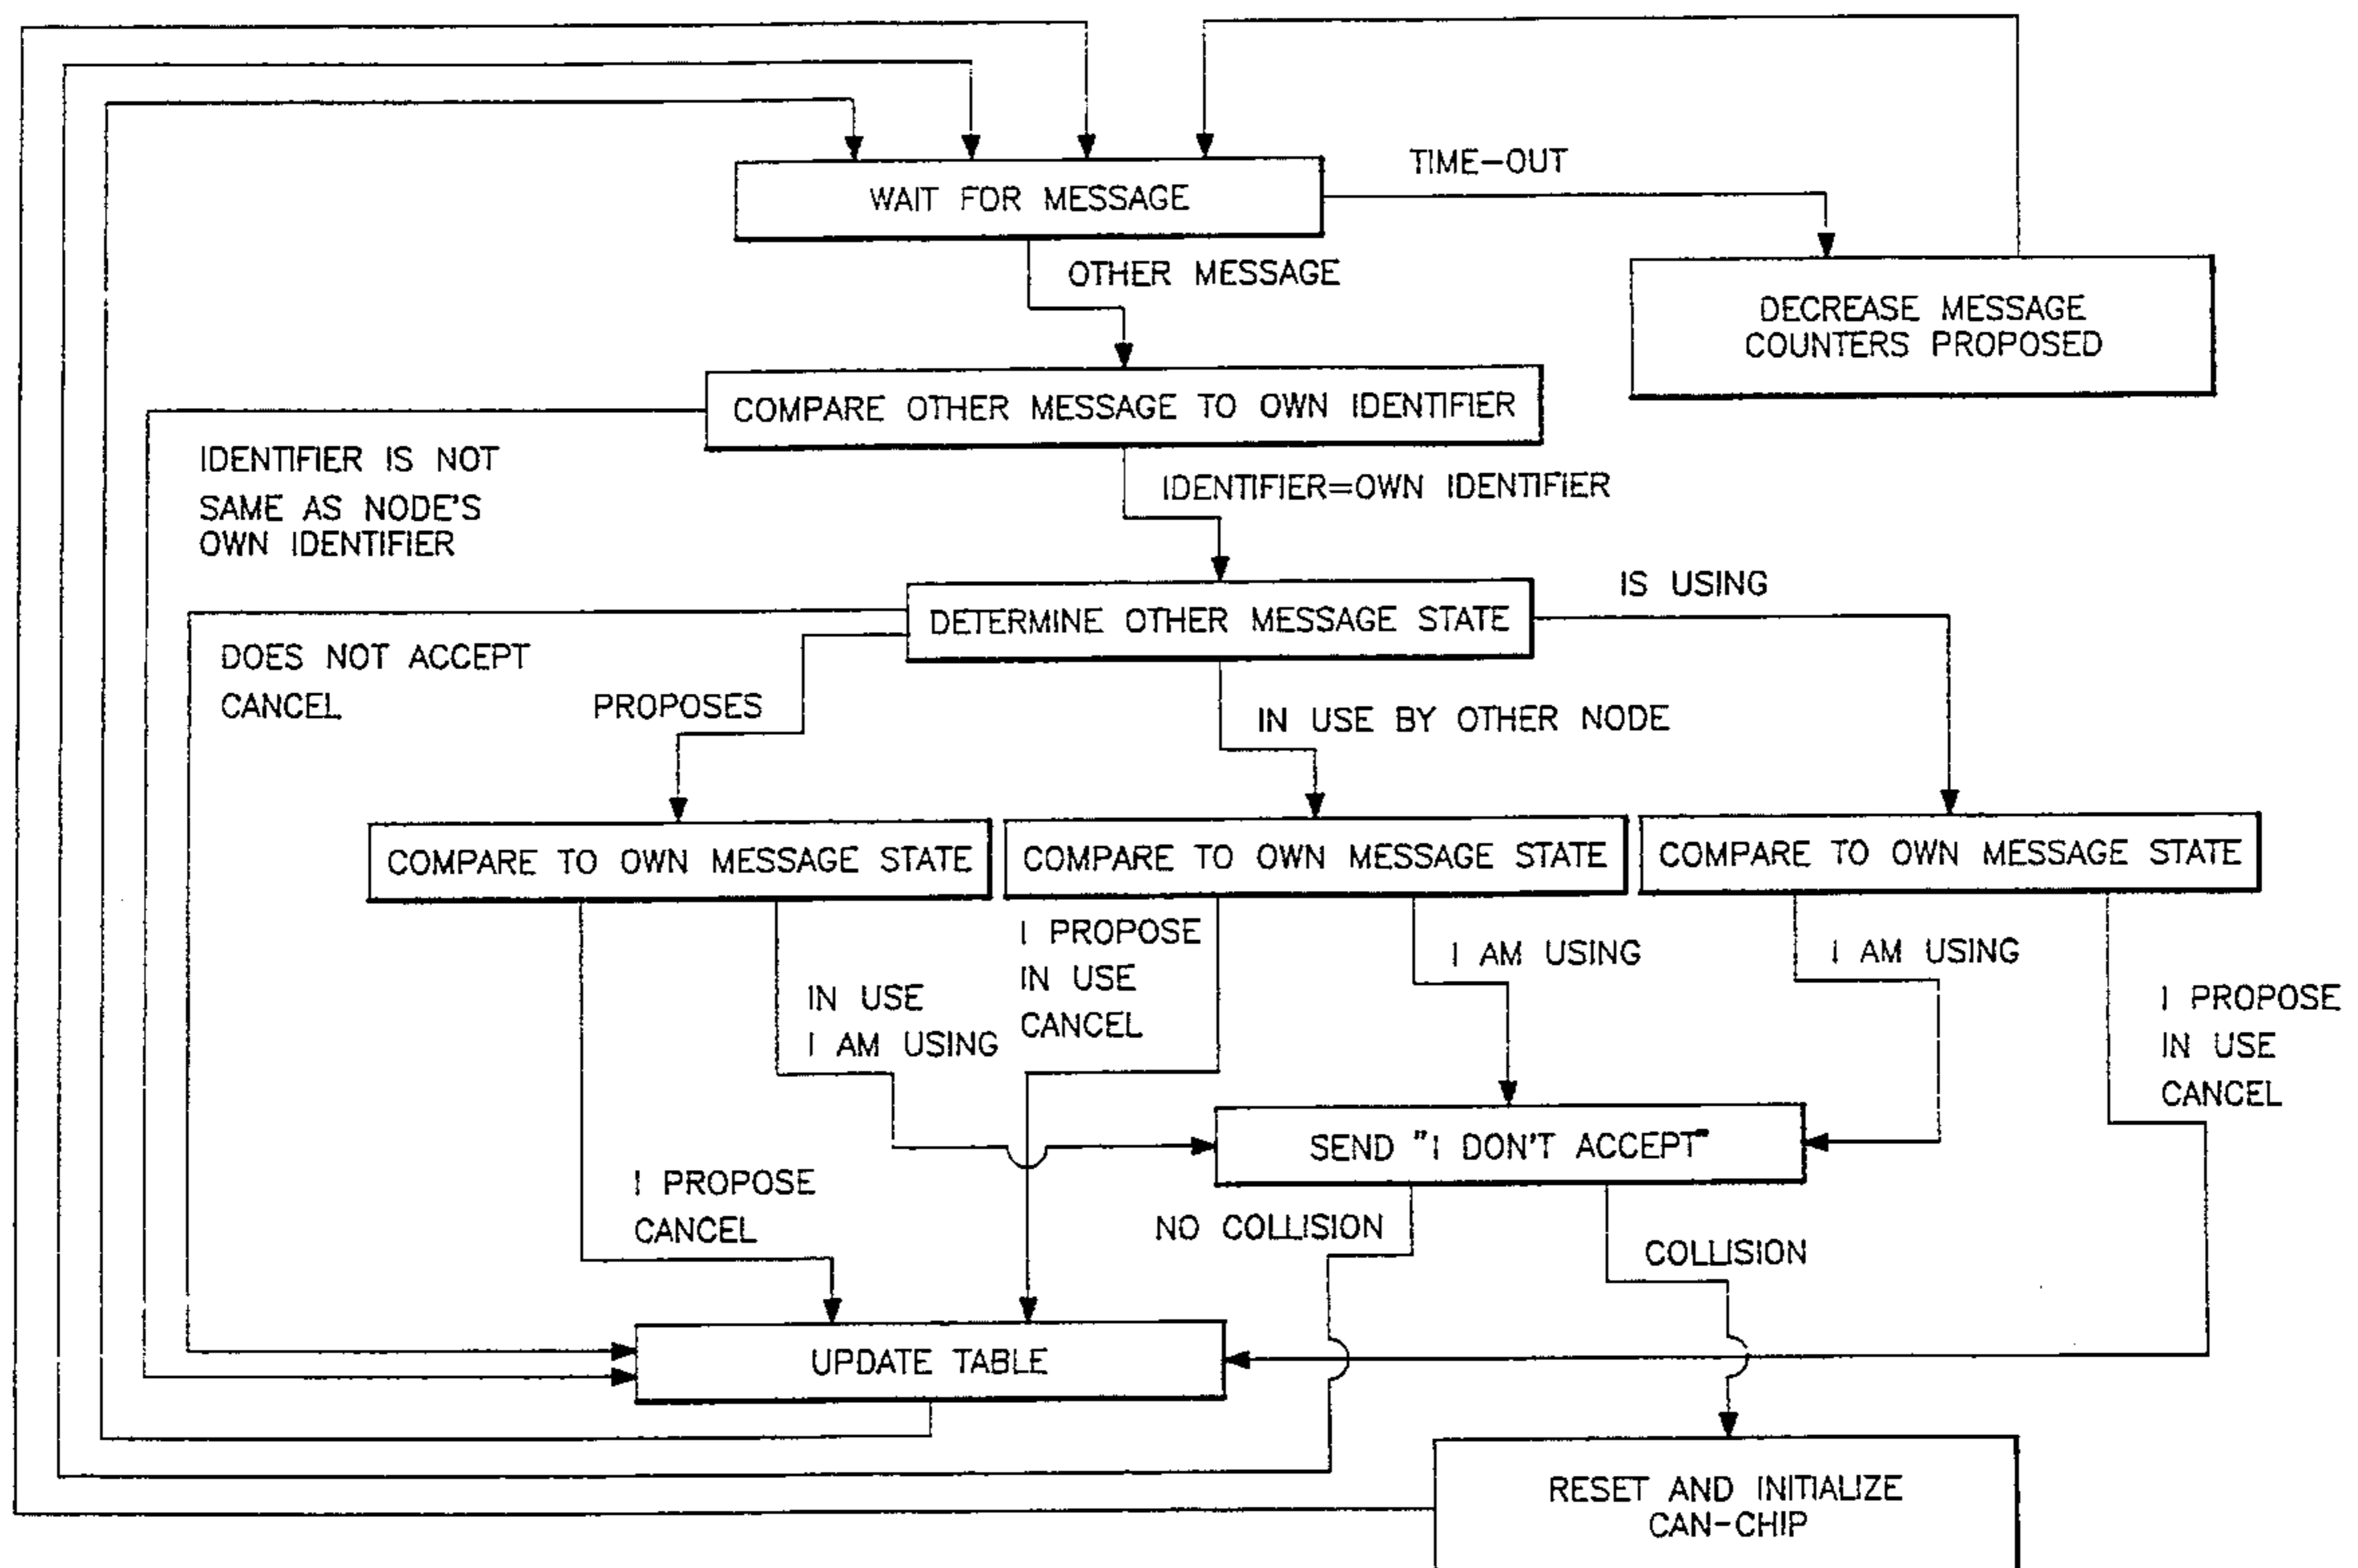 TIME-OUT
WAIT FOR MESSAGE
OTHER MESSAGE
DECREASE MESSAGE
COUNTERS PROPOSED
COMPARE OTHER MESSAGE TO OWN IDENTIFIER
IDENTIFIER IS NOT
SAME AS NODE'S
OWN IDENTIFIER
IDENTIFIER=OWN IDENTIFIER
IS USING
DETERMINE OTHER MESSAGE STATE
DOES NOT ACCEPT
CANCEL
PROPOSES
IN USE BY OTHER NODE
COMPARE TO OWN MESSAGE STATE
COMPARE TO OWN MESSAGE STATE
COMPARE TO OWN MESSAGE STATE
I PROPOSE
IN USE
CANCEL
I AM USING
I AM USING
IN USE
I AM USING
I PROPOSE
IN USE
CANCEL
SEND "I DON'T ACCEPT"
I PROPOSE
CANCEL
NO COLLISION
COLLISION
UPDATE TABLE
RESET AND INITIALIZE
CAN-CHIP